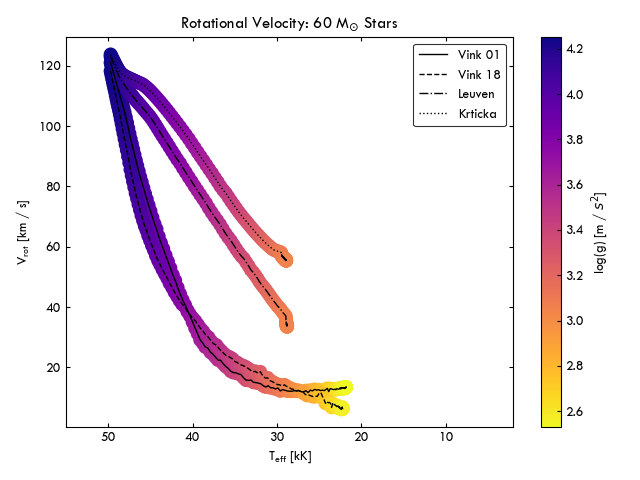 Rotational Velocity: 60 M⊙ Stars
Vink 01
Vink 18
Leuven
Krticka
V_rot [km / s]
120
100
80
60
40
20
50
40
30
20
10
T_eff [kK]
4.2
4.0
3.8
3.6
3.4
3.2
3.0
2.8
2.6
log(g) [m / s²]